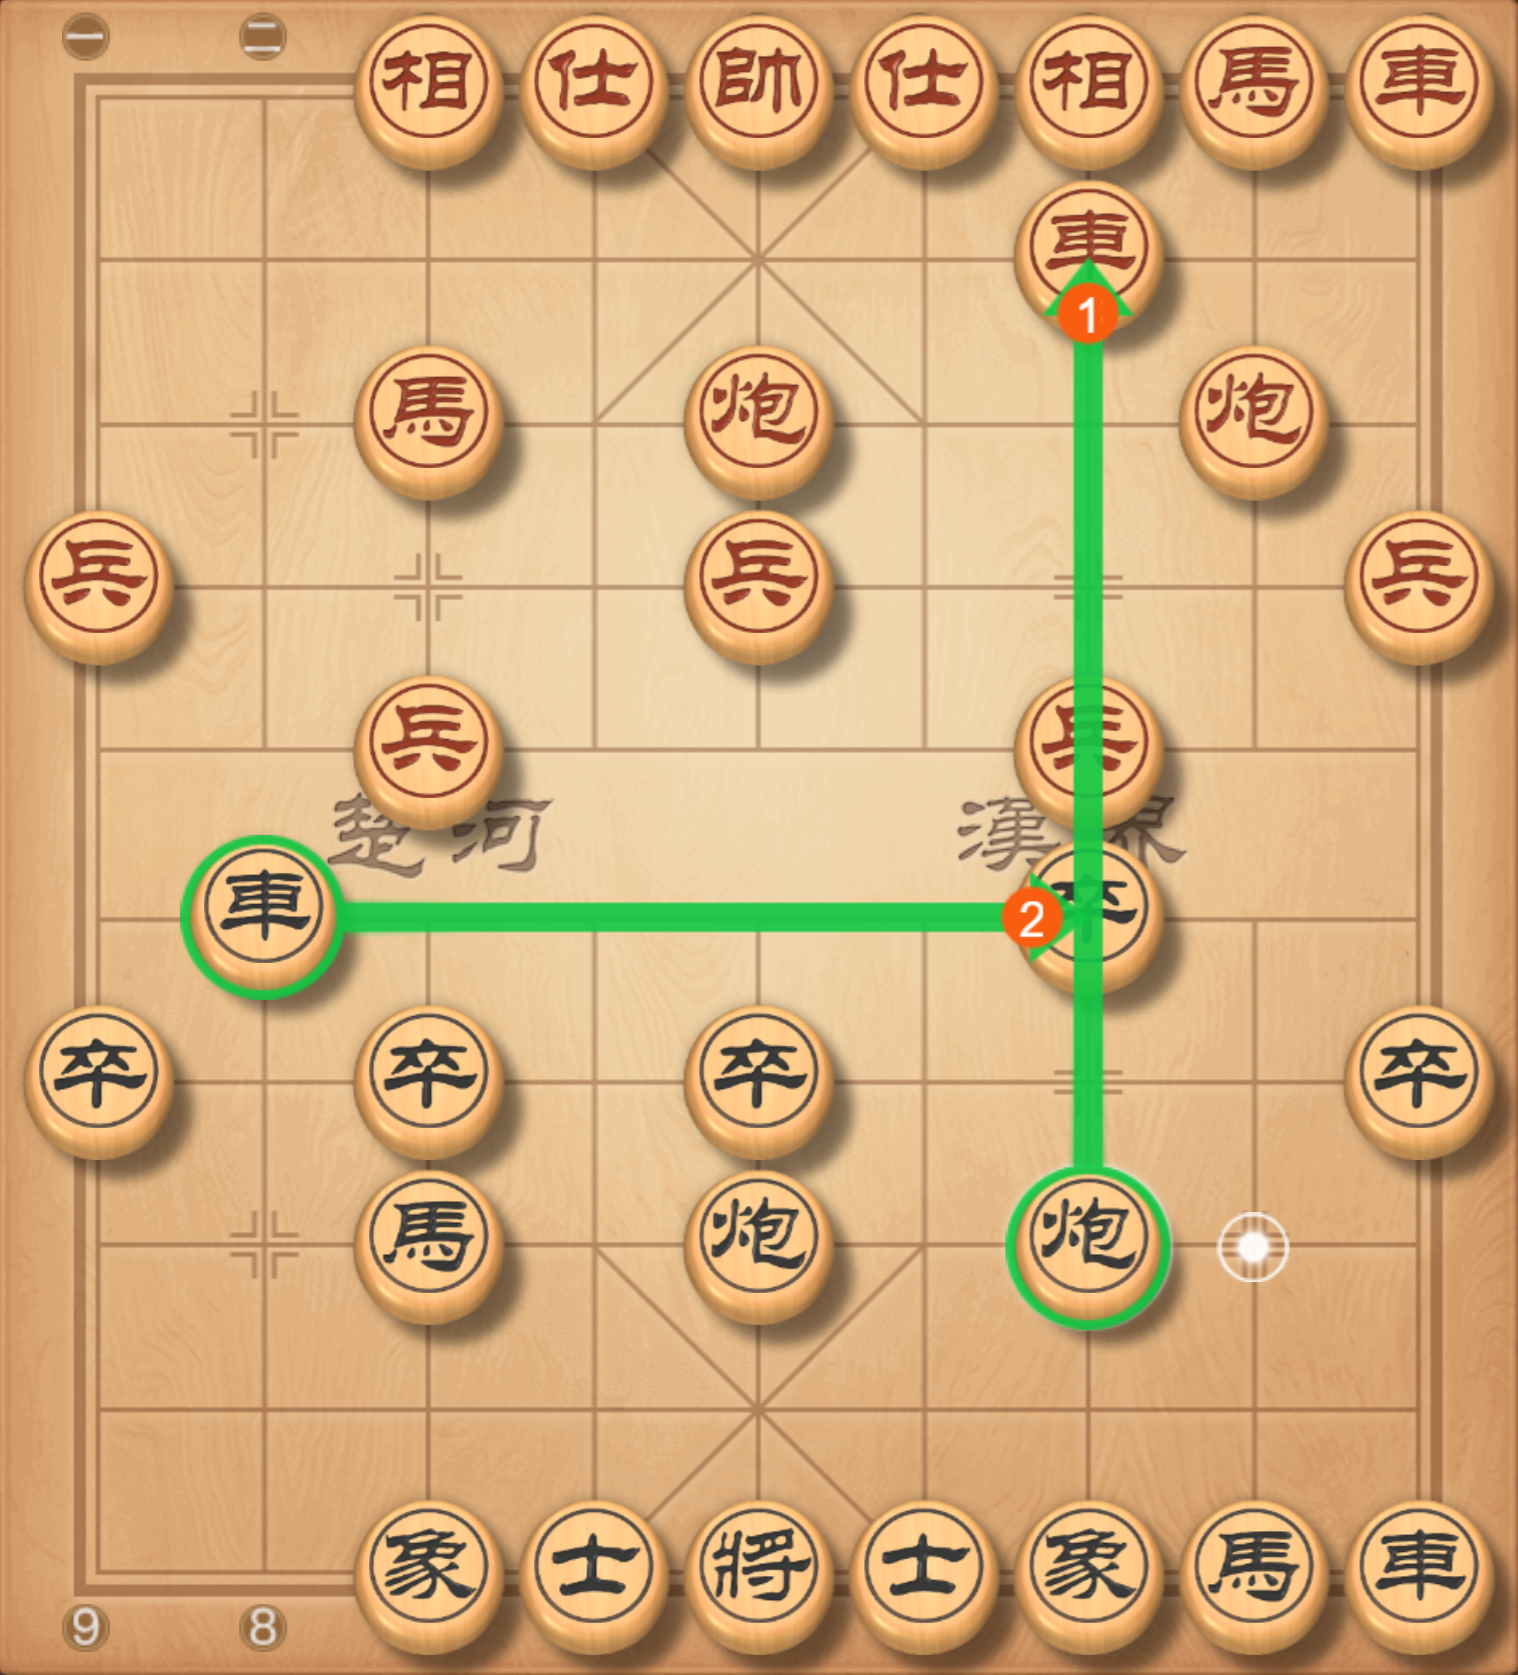 一 二 相 仕 帥 仕 相 馬 車
車
1
馬 炮 炮
兵 兵 兵
兵 兵
楚河 漢界
車 2 卒
卒 卒 卒 卒
馬 炮 炮
象 士 將 士 象 馬 車
9 8